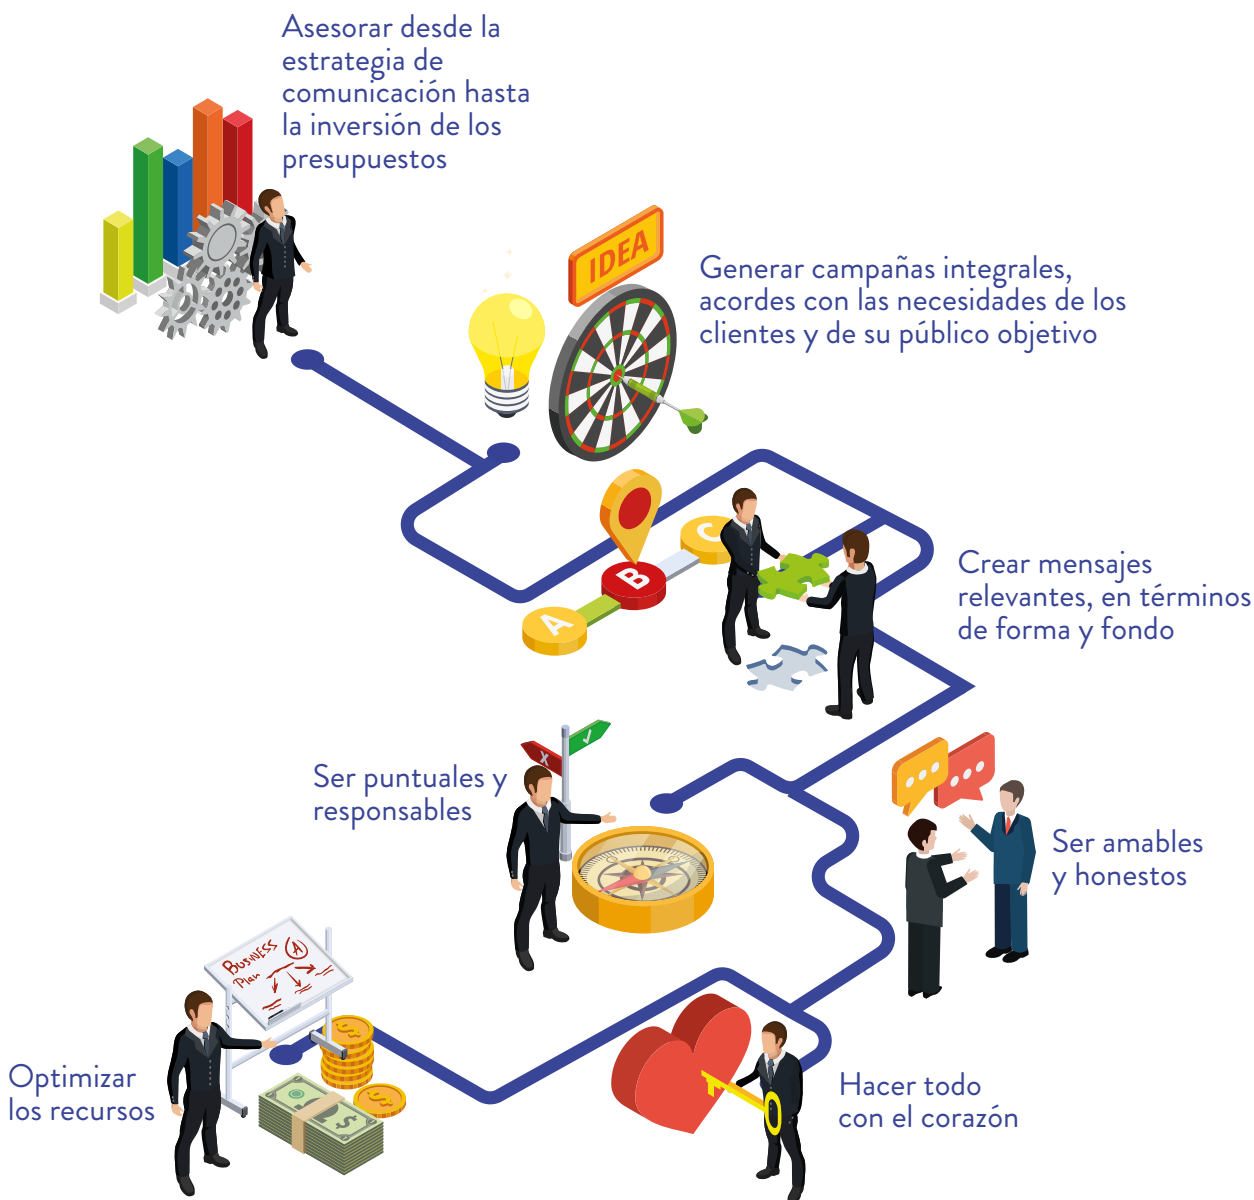 Asesorar desde la
estrategia de
comunicación hasta
la inversión de los
presupuestos
IDEA
Generar campañas integrales,
acordes con las necesidades de los
clientes y de su público objetivo
A
B
C
Crear mensajes
relevantes, en términos
de forma y fondo
X
Ser puntuales y
responsables
Ser amables
y honestos
BUSINESS
Plan
A
$
$
$
Optimizar
los recursos
Hacer todo
con el corazón